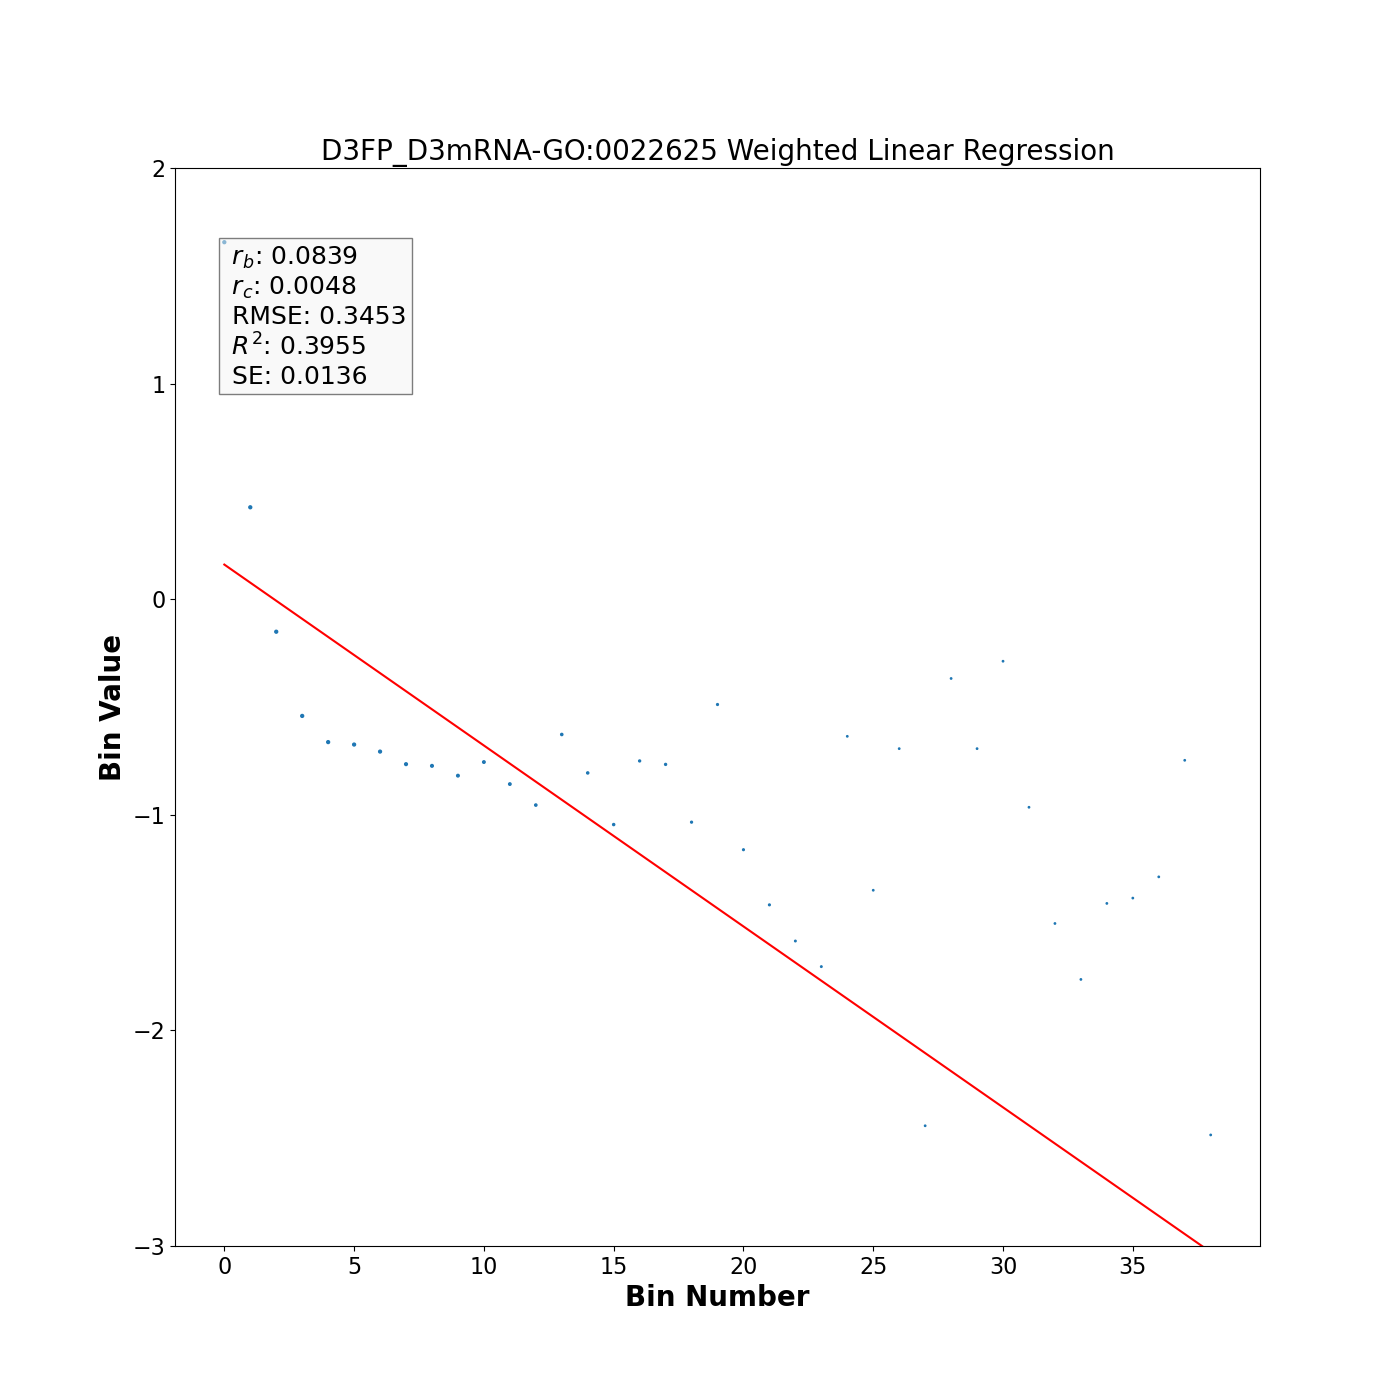 D3FP_D3mRNA-GO:0022625 Weighted Linear Regression
2
1
0
−1
−2
−3
Bin Value
r_b: 0.0839
r_c: 0.0048
RMSE: 0.3453
R²: 0.3955
SE: 0.0136
0 5 10 15 20 25 30 35
Bin Number